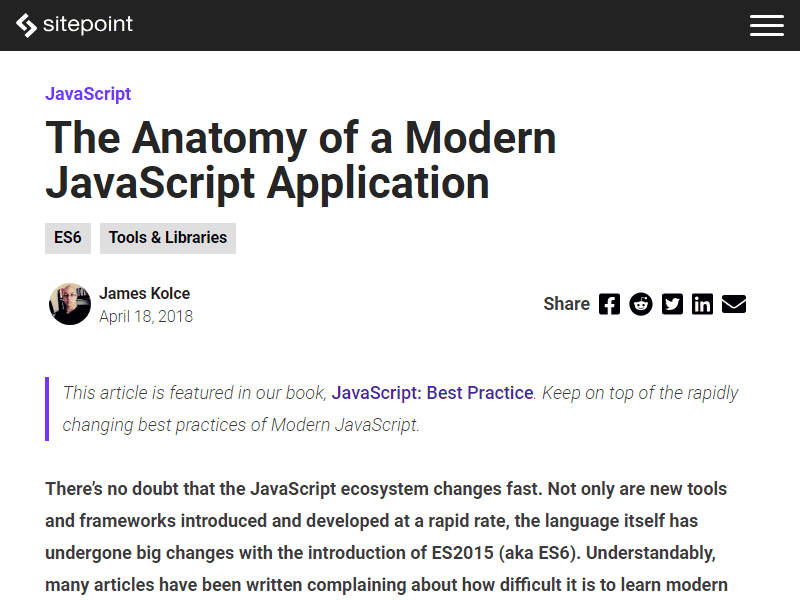 sitepoint
JavaScript
The Anatomy of a Modern
JavaScript Application
ES6 Tools & Libraries
James Kolce
April 18, 2018
Share
This article is featured in our book, JavaScript: Best Practice. Keep on top of the rapidly
changing best practices of Modern JavaScript.
There’s no doubt that the JavaScript ecosystem changes fast. Not only are new tools
and frameworks introduced and developed at a rapid rate, the language itself has
undergone big changes with the introduction of ES2015 (aka ES6). Understandably,
many articles have been written complaining about how difficult it is to learn modern